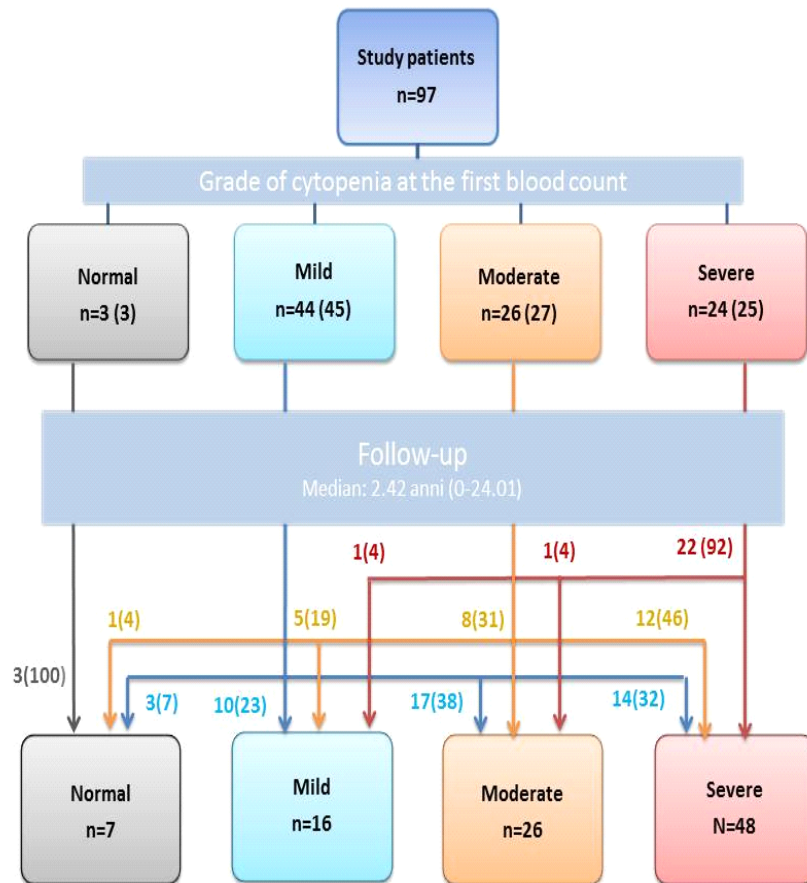 Study patients
n=97
Grade of cytopenia at the first blood count
Normal
n=3 (3)
Mild
n=44 (45)
Moderate
n=26 (27)
Severe
n=24 (25)
Follow-up
Median: 2.42 anni (0-24.01)
1(4)
1(4)
22 (92)
1(4)
5(19)
8(31)
12(46)
3(100)
3(7)
10(23)
17(38)
14(32)
Normal
n=7
Mild
n=16
Moderate
n=26
Severe
N=48